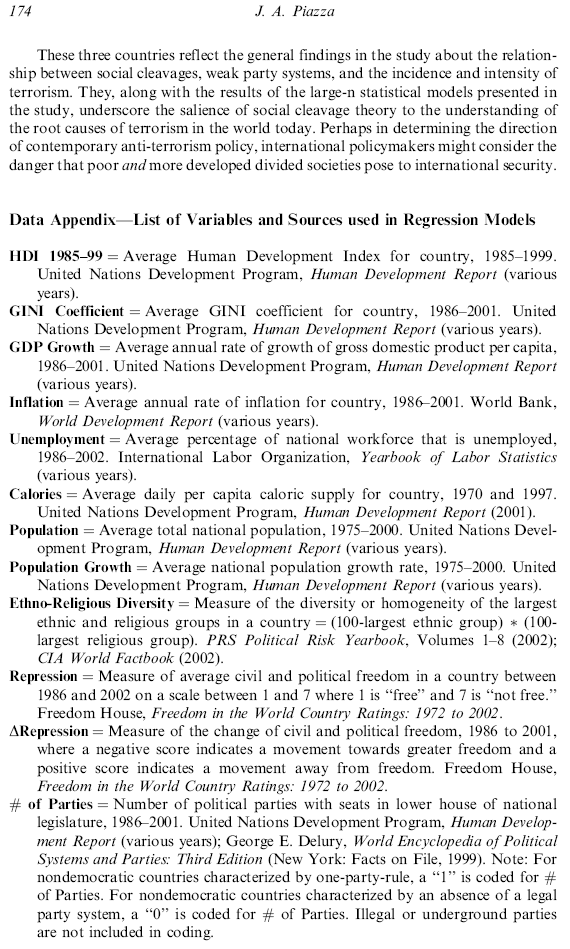 174 J. A. Piazza
These three countries reflect the general findings in the study about the relation-
ship between social cleavages, weak party systems, and the incidence and intensity of
terrorism. They, along with the results of the large-n statistical models presented in
the study, underscore the salience of social cleavage theory to the understanding of
the root causes of terrorism in the world today. Perhaps in determining the direction
of contemporary anti-terrorism policy, international policymakers might consider the
danger that poor and more developed divided societies pose to international security.
Data Appendix—List of Variables and Sources used in Regression Models
HDI 1985–99 = Average Human Development Index for country, 1985–1999.
United Nations Development Program, Human Development Report (various
years).
GINI Coefficient = Average GINI coefficient for country, 1986–2001. United
Nations Development Program, Human Development Report (various years).
GDP Growth = Average annual rate of growth of gross domestic product per capita,
1986–2001. United Nations Development Program, Human Development Report
(various years).
Inflation = Average annual rate of inflation for country, 1986–2001. World Bank,
World Development Report (various years).
Unemployment = Average percentage of national workforce that is unemployed,
1986–2002. International Labor Organization, Yearbook of Labor Statistics
(various years).
Calories = Average daily per capita caloric supply for country, 1970 and 1997.
United Nations Development Program, Human Development Report (2001).
Population = Average total national population, 1975–2000. United Nations Devel-
opment Program, Human Development Report (various years).
Population Growth = Average national population growth rate, 1975–2000. United
Nations Development Program, Human Development Report (various years).
Ethno-Religious Diversity = Measure of the diversity or homogeneity of the largest
ethnic and religious groups in a country = (100-largest ethnic group) * (100-
largest religious group). PRS Political Risk Yearbook, Volumes 1–8 (2002);
CIA World Factbook (2002).
Repression = Measure of average civil and political freedom in a country between
1986 and 2002 on a scale between 1 and 7 where 1 is “free” and 7 is “not free.”
Freedom House, Freedom in the World Country Ratings: 1972 to 2002.
ΔRepression = Measure of the change of civil and political freedom, 1986 to 2001,
where a negative score indicates a movement towards greater freedom and a
positive score indicates a movement away from freedom. Freedom House,
Freedom in the World Country Ratings: 1972 to 2002.
# of Parties = Number of political parties with seats in lower house of national
legislature, 1986–2001. United Nations Development Program, Human Develop-
ment Report (various years); George E. Delury, World Encyclopedia of Political
Systems and Parties: Third Edition (New York: Facts on File, 1999). Note: For
nondemocratic countries characterized by one-party-rule, a “1” is coded for #
of Parties. For nondemocratic countries characterized by an absence of a legal
party system, a “0” is coded for # of Parties. Illegal or underground parties
are not included in coding.